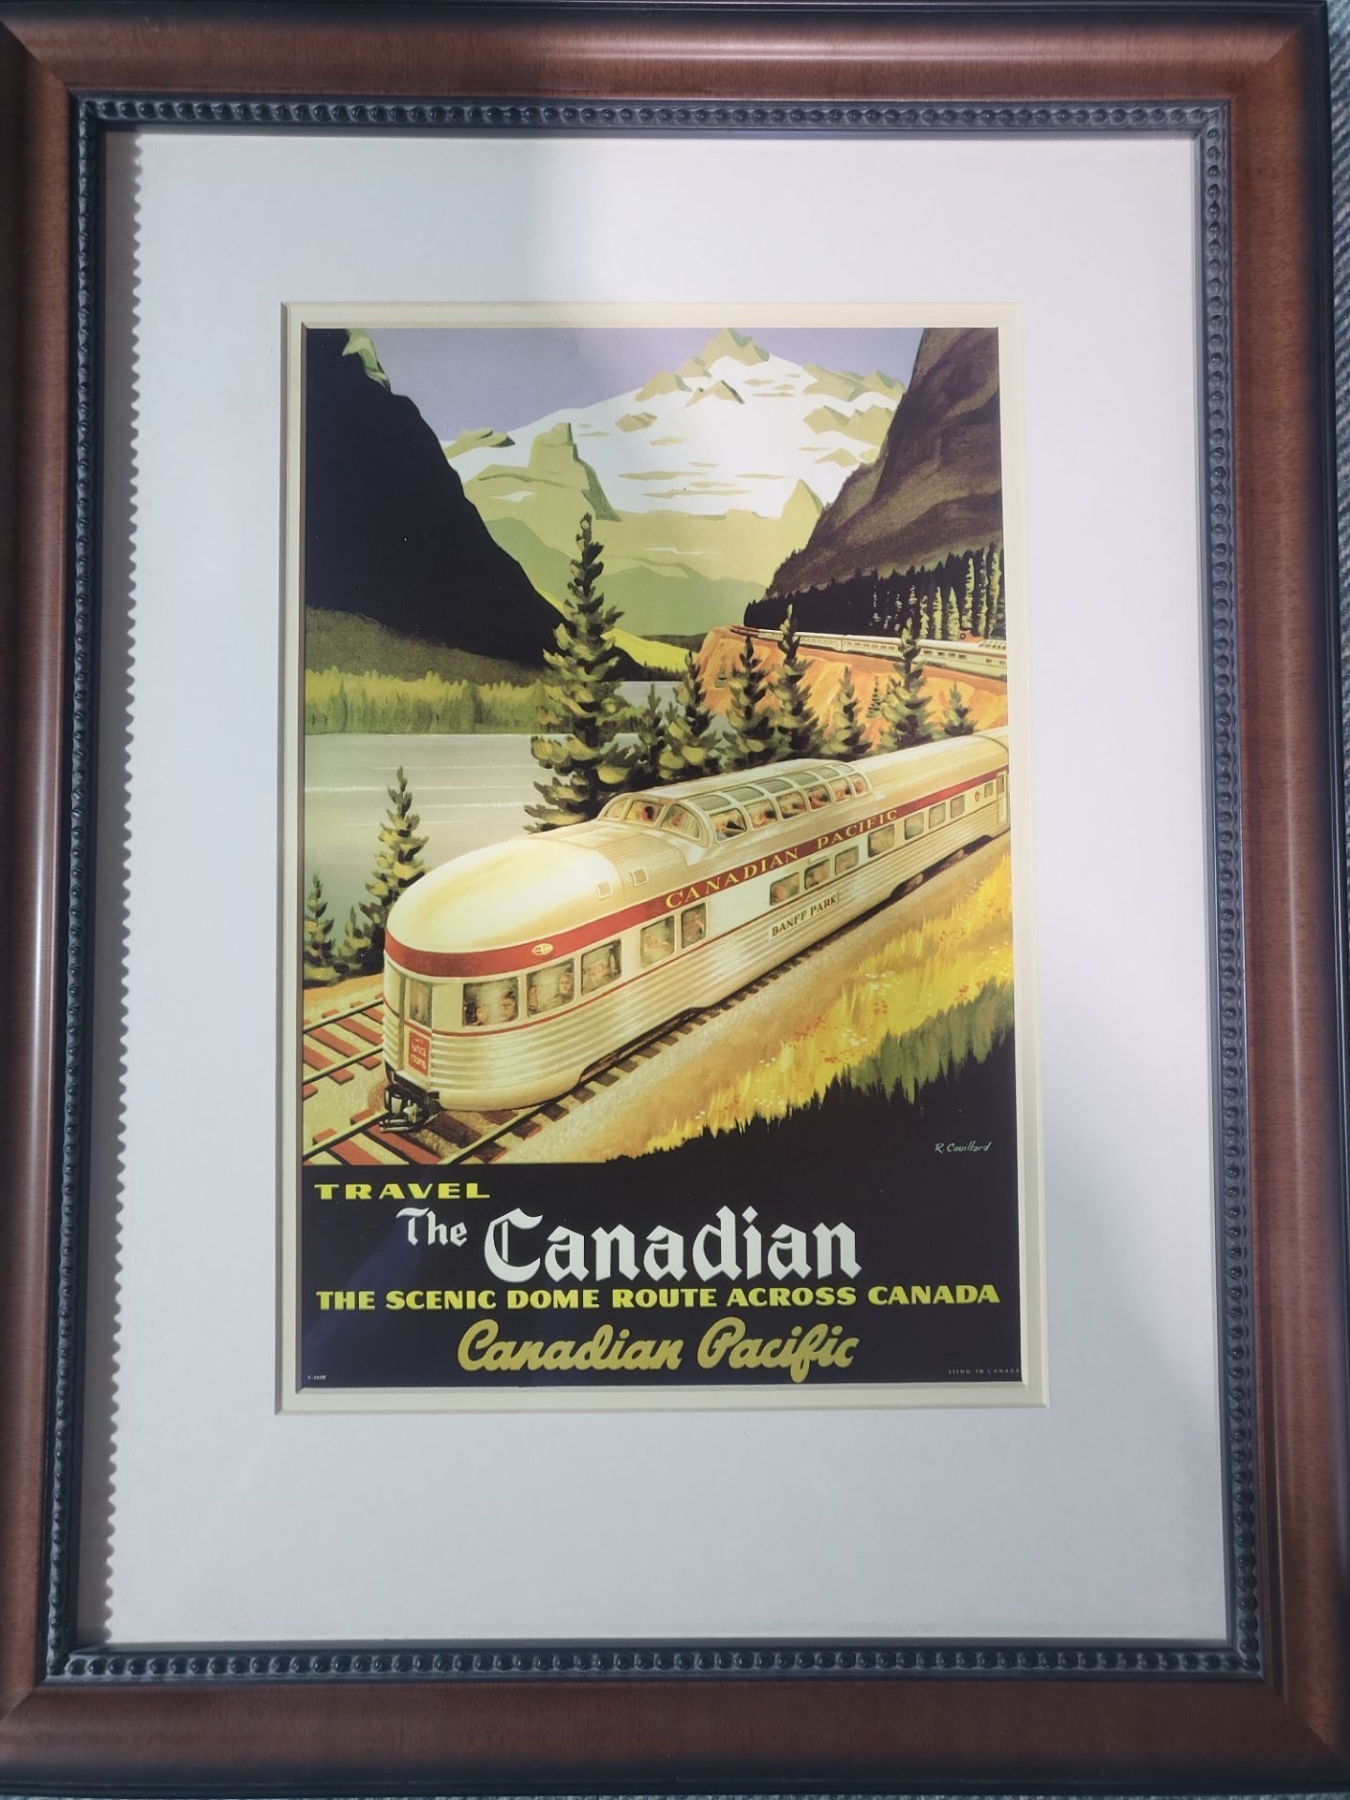 CANADIAN PACIFIC
BANFF PARK
R. Couillard
TRAVEL
The Canadian
THE SCENIC DOME ROUTE ACROSS CANADA
Canadian Pacific
LITHO. IN CANADA